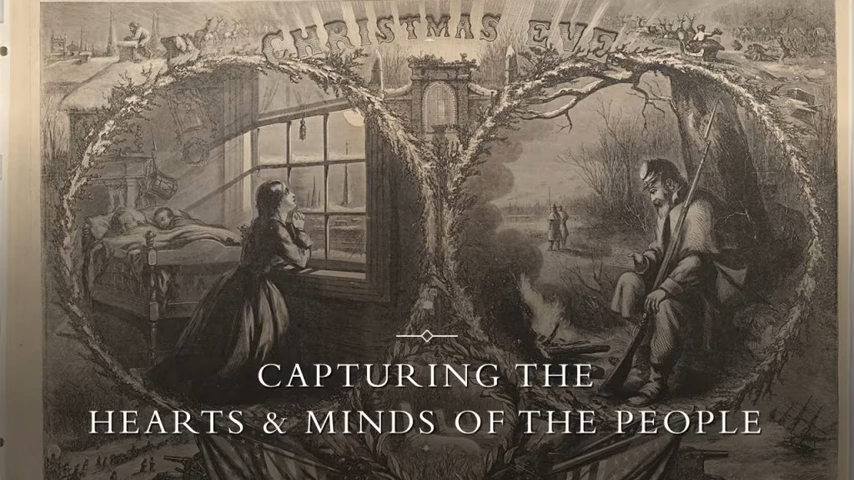 CHRISTMAS EVE
CAPTURING THE
HEARTS & MINDS OF THE PEOPLE